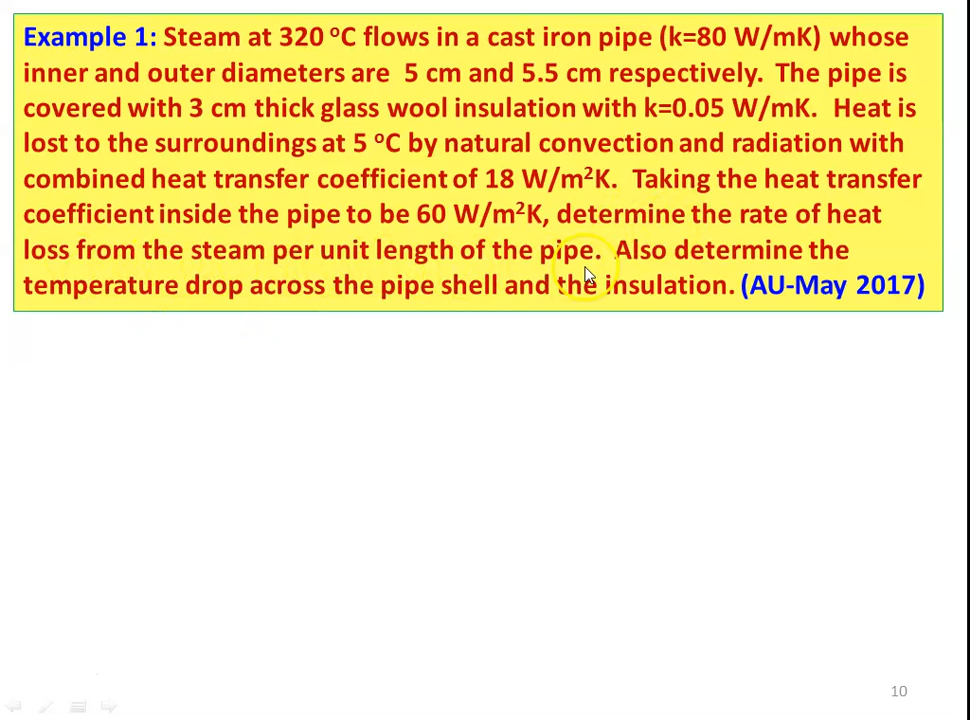 Example 1: Steam at 320 ᵒC flows in a cast iron pipe (k=80 W/mK) whose
inner and outer diameters are 5 cm and 5.5 cm respectively. The pipe is
covered with 3 cm thick glass wool insulation with k=0.05 W/mK. Heat is
lost to the surroundings at 5 ᵒC by natural convection and radiation with
combined heat transfer coefficient of 18 W/m²K. Taking the heat transfer
coefficient inside the pipe to be 60 W/m²K, determine the rate of heat
loss from the steam per unit length of the pipe. Also determine the
temperature drop across the pipe shell and the insulation. (AU-May 2017)
10